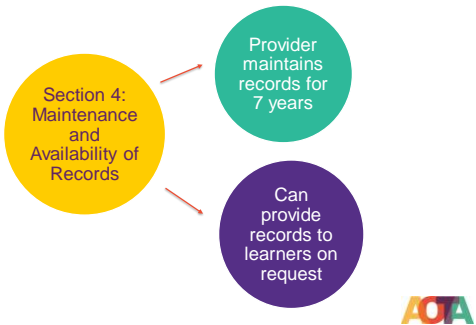 Section 4:
Maintenance
and
Availability of
Records
Provider
maintains
records for
7 years
Can
provide
records to
learners on
request
AOTA